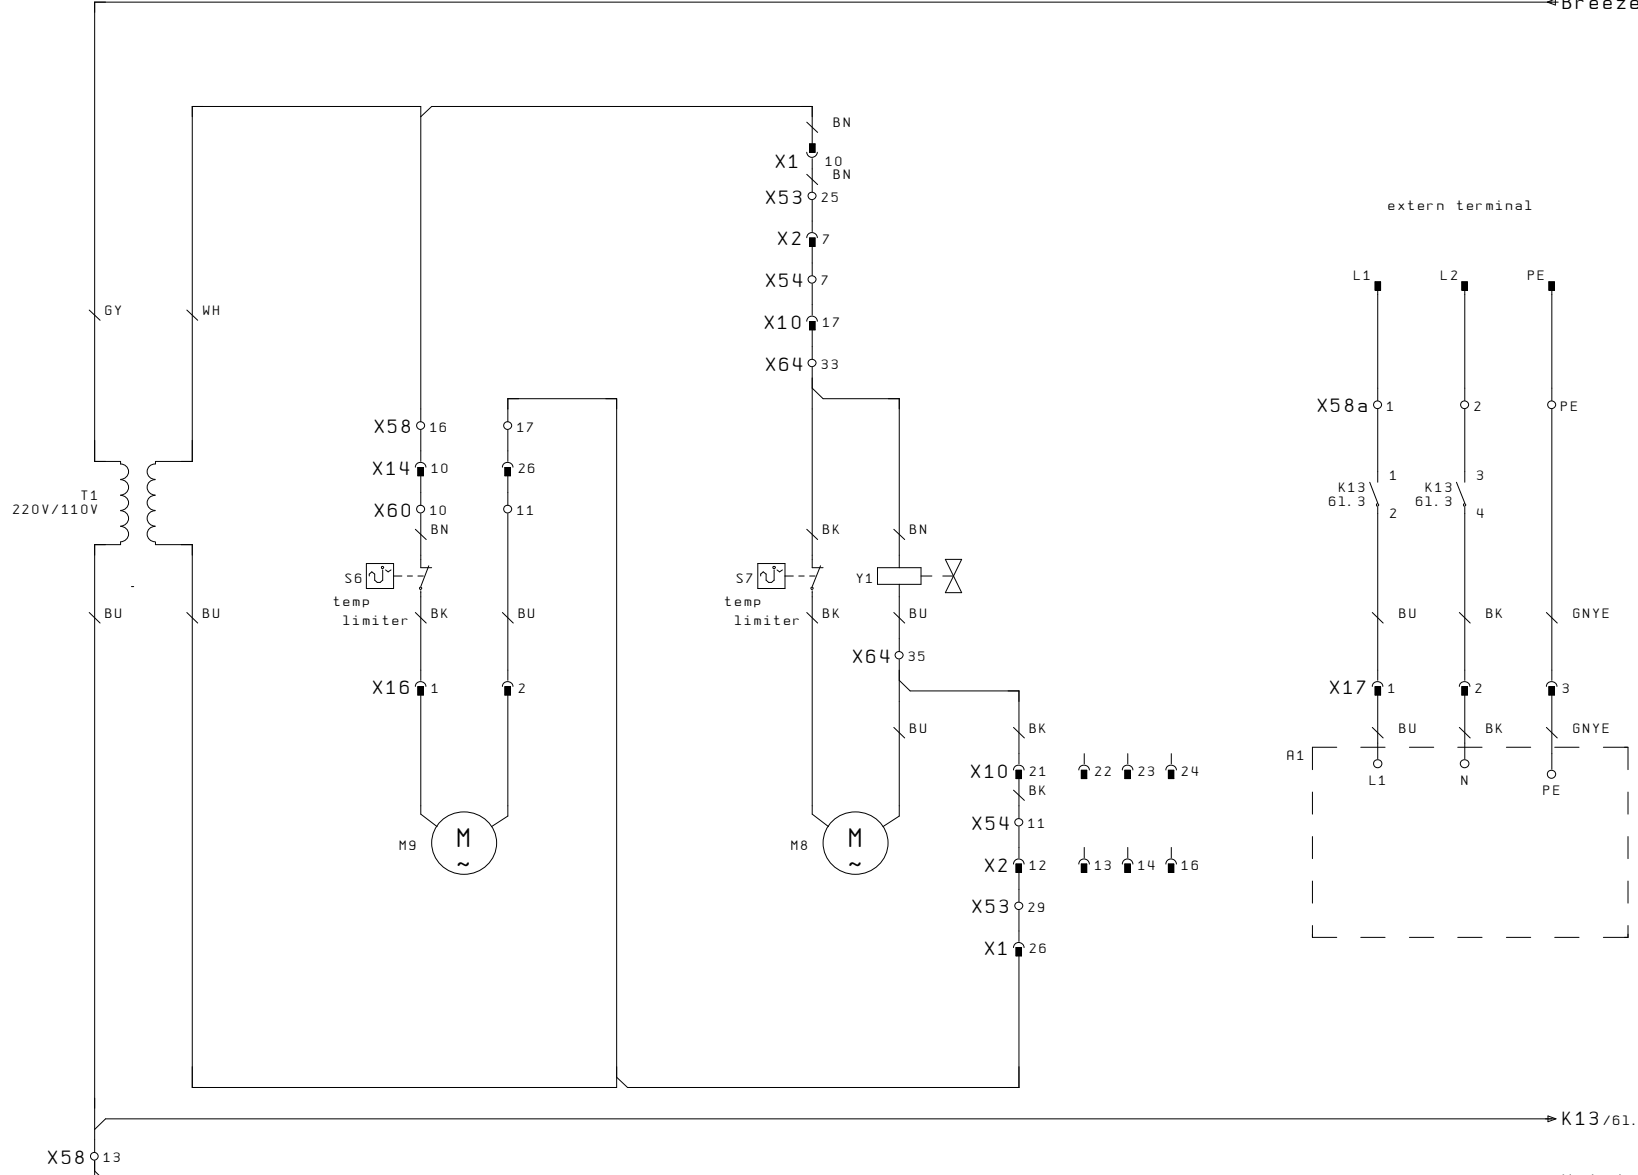 Breeze
BN
X1 10
BN
X53 25
extern terminal
X2 7
X54 7
L1 L2 PE
GY WH
X10 17
X64 33
X58a 1 2 PE
X58 16 17
X14 10 26
1 3
K13 K13
61.3 61.3
T1
220V/110V
X60 10 11
2 4
BN BK BN
S6 S7 Y1
temp temp
limiter limiter
BU BU BK BU BK BU BU BK GNYE
X64 35
X16 1 2
X17 1 2 3
BU BK BU BK GNYE
A1
X10 21 22 23 24
L1 N PE
BK
X54 11
M9 M ~
M8 M ~
X2 12 13 14 16
X53 29
X1 26
K13/61.
X58 13